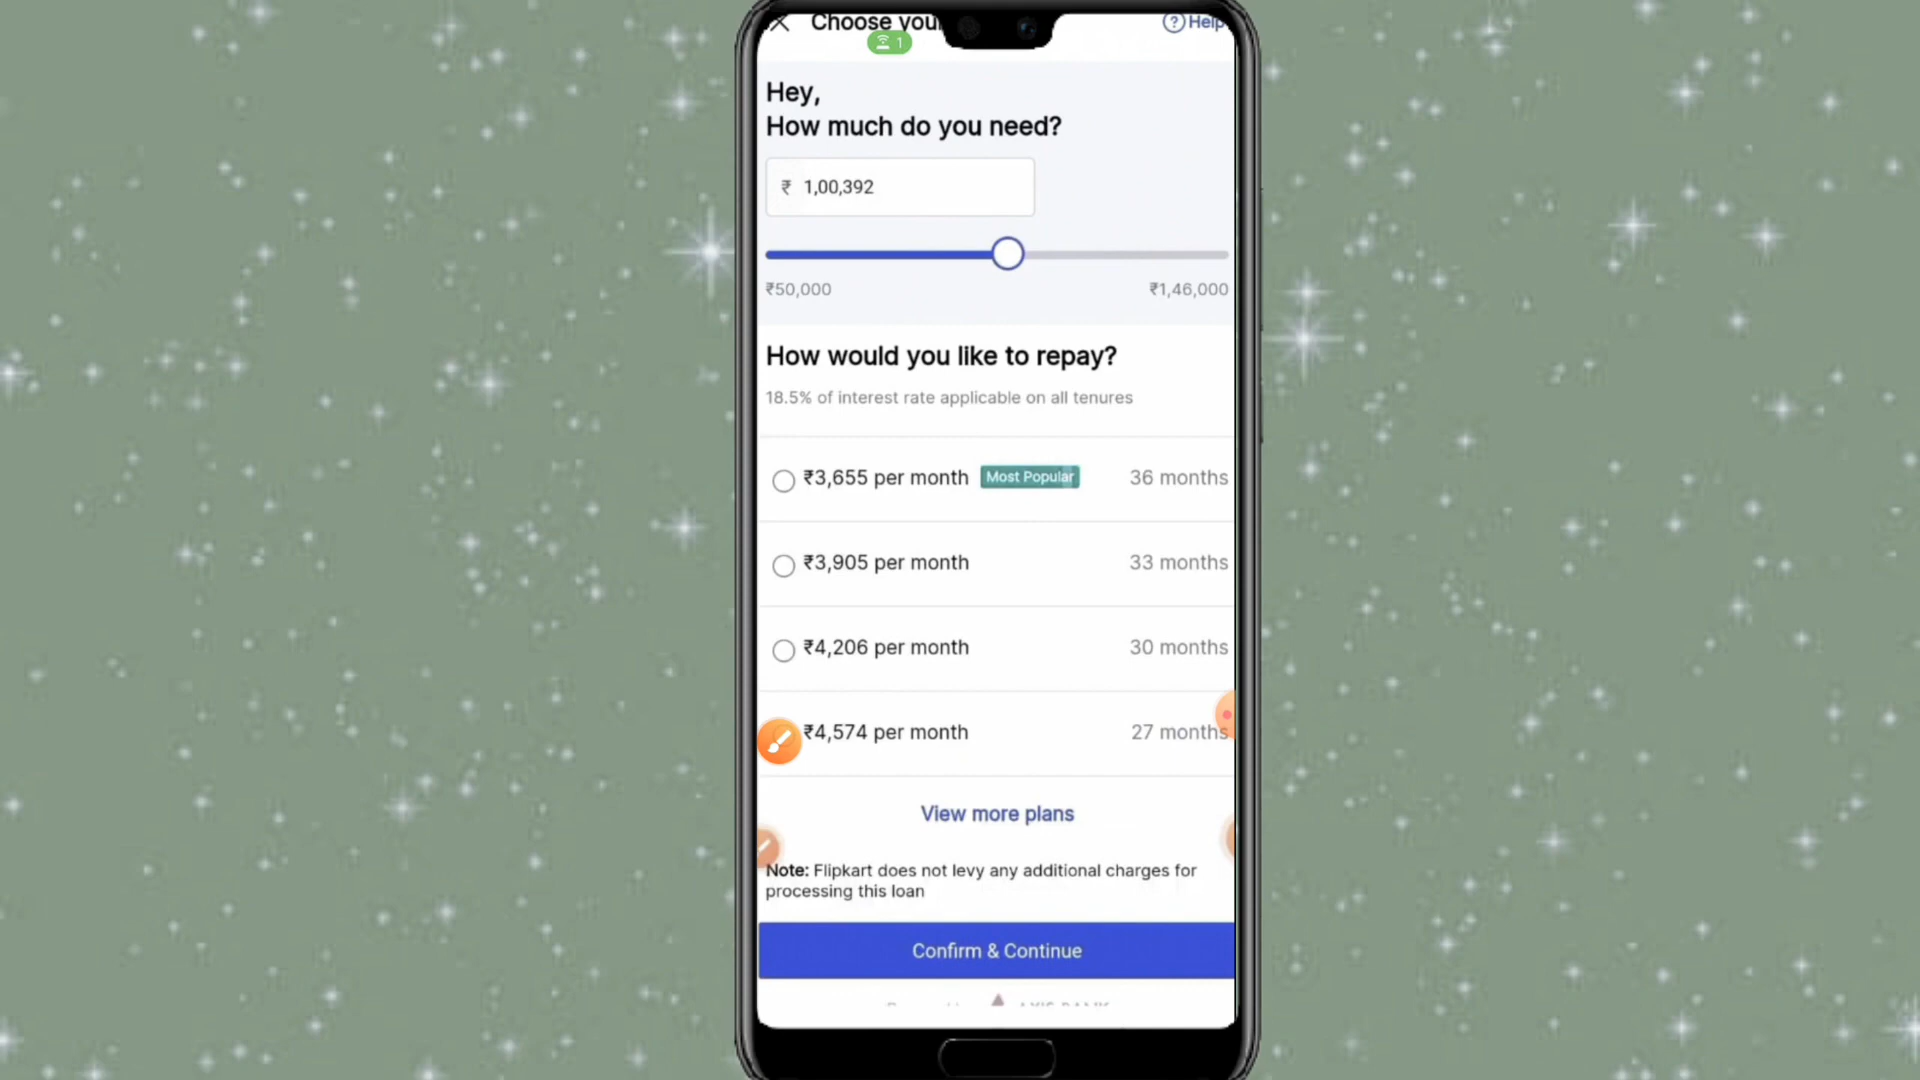 Choose you
Help
1
Hey,
How much do you need?
₹ 1,00,392
₹50,000 ₹1,46,000
How would you like to repay?
18.5% of interest rate applicable on all tenures
₹3,655 per month Most Popular 36 months
₹3,905 per month 33 months
₹4,206 per month 30 months
₹4,574 per month 27 months
View more plans
Note: Flipkart does not levy any additional charges for
processing this loan
Confirm & Continue
AXIS BANK